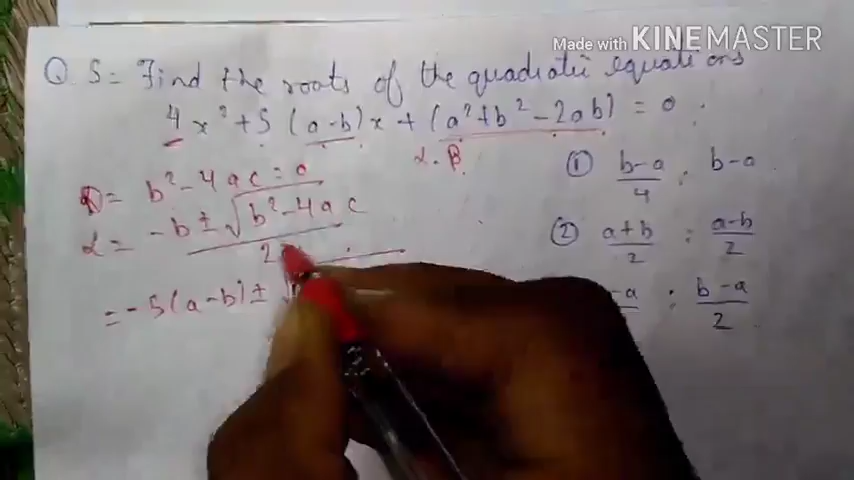 Made with KINEMASTER
Q 5 = Find the roots of the quadratic equations
4x² + 5 (a-b)x + (a²+b²-2ab) = 0
α . β
① b-a/4 , b-a
D = b²-4ac = 0
α = -b ± √b²-4ac / 2
② a+b/2 : a-b/2
= -5(a-b) ±
-a : b-a/2